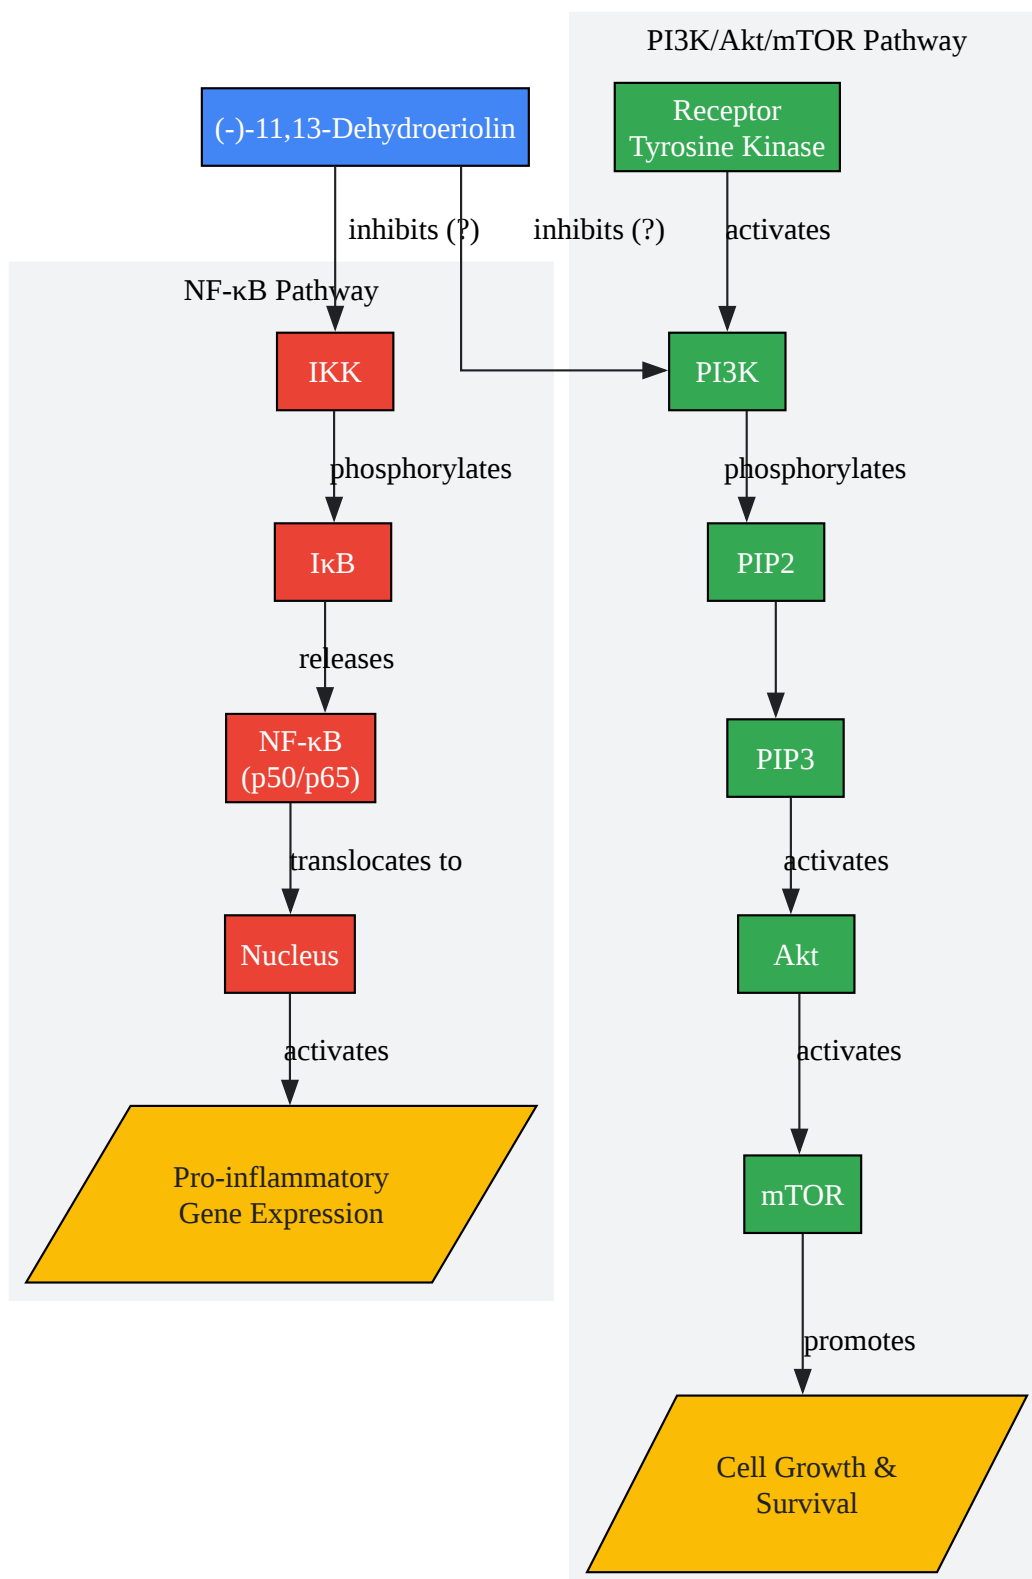 PI3K/Akt/mTOR Pathway
(-)-11,13-Dehydroeriolin
Receptor
Tyrosine Kinase
inhibits (?)
inhibits (?)
activates
NF-κB Pathway
IKK
PI3K
phosphorylates
phosphorylates
IκB
PIP2
releases
NF-κB
(p50/p65)
PIP3
translocates to
activates
Nucleus
Akt
activates
activates
Pro-inflammatory
Gene Expression
mTOR
promotes
Cell Growth &
Survival